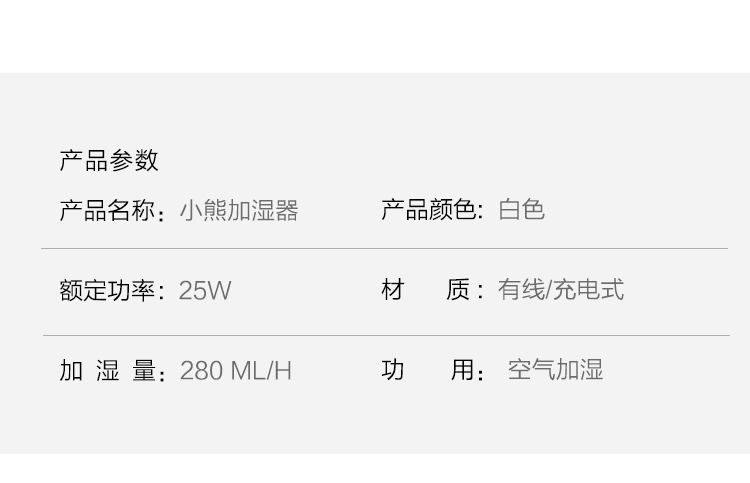 产品参数
产品名称：小熊加湿器 产品颜色: 白色
额定功率：25W 材 质：有线/充电式
加 湿 量：280 ML/H 功 用： 空气加湿